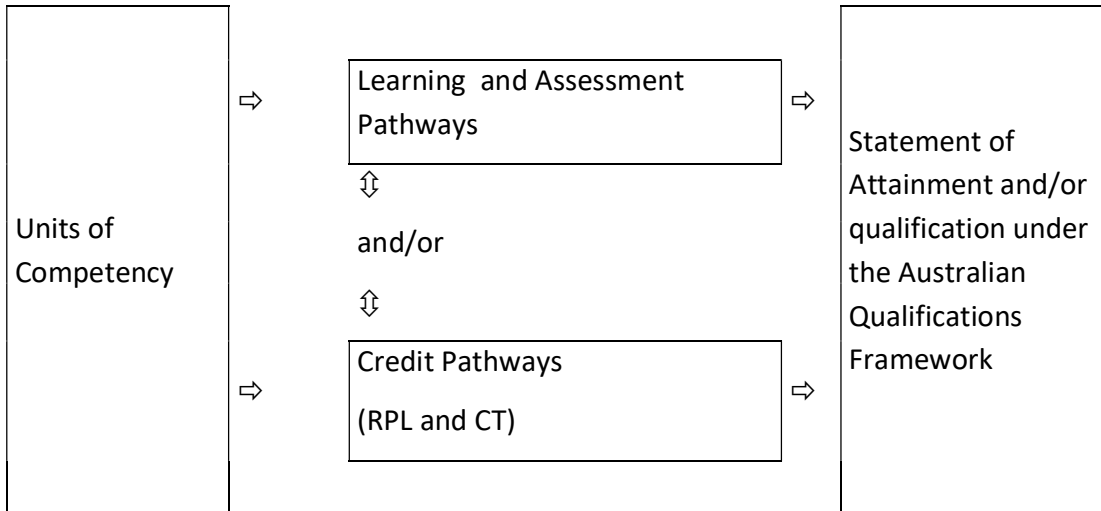 Units of
Competency
⇨
Learning and Assessment
Pathways
⇨
⇳
and/or
⇳
⇨
Credit Pathways
(RPL and CT)
⇨
Statement of
Attainment and/or
qualification under
the Australian
Qualifications
Framework